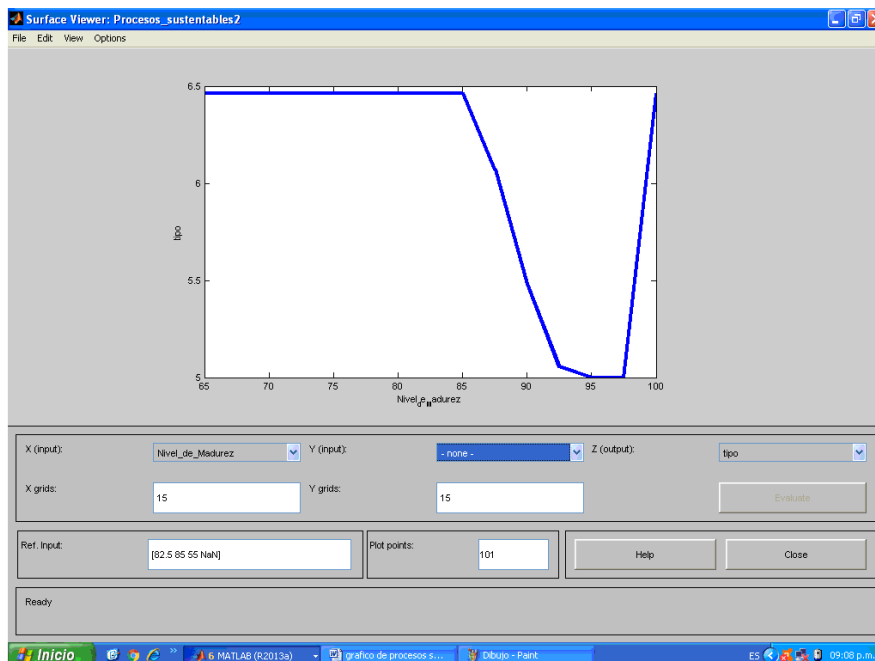 Surface Viewer: Procesos_sustentables2
File Edit View Options
6.5
6
5.5
5
tipo
65 70 75 80 85 90 95 100
Nivel_de_Madurez
X (input): Nivel_de_Madurez Y (input): - none - Z (output): tipo
X grids: 15 Y grids: 15 Evaluate
Ref. Input: [82.5 85 55 NaN] Plot points: 101 Help Close
Ready
Inicio » 6 MATLAB (R2013a) grafico de procesos s... Dibujo - Paint ES 09:08 p.m.